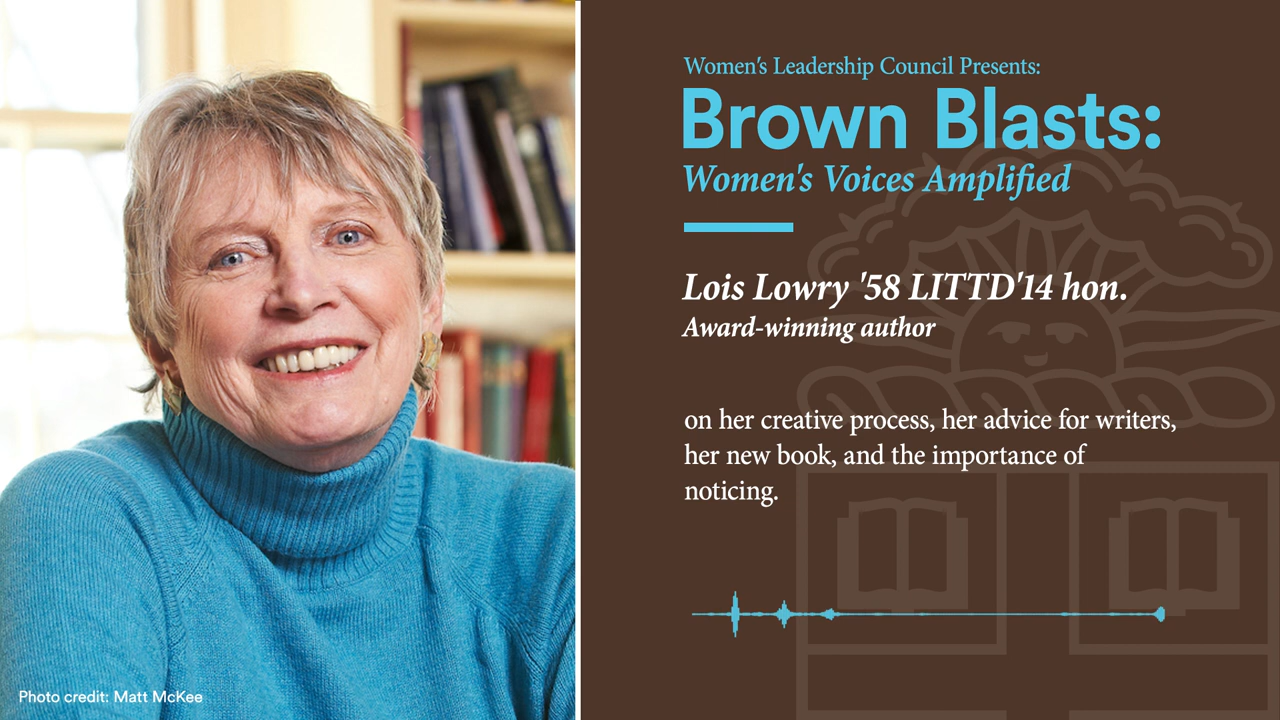 Women's Leadership Council Presents:
Brown Blasts:
Women's Voices Amplified
Lois Lowry '58 LITTD'14 hon.
Award-winning author
on her creative process, her advice for writers,
her new book, and the importance of
noticing.
Photo credit: Matt McKee